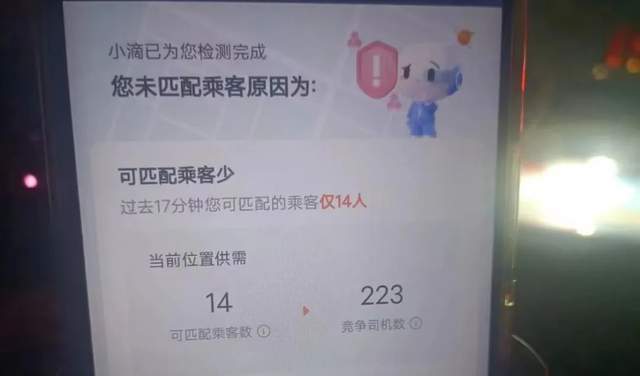 小滴已为您检测完成
您未匹配乘客原因为:
可匹配乘客少
过去17分钟您可匹配的乘客仅14人
当前位置供需
14
223
可匹配乘客数
竞争司机数